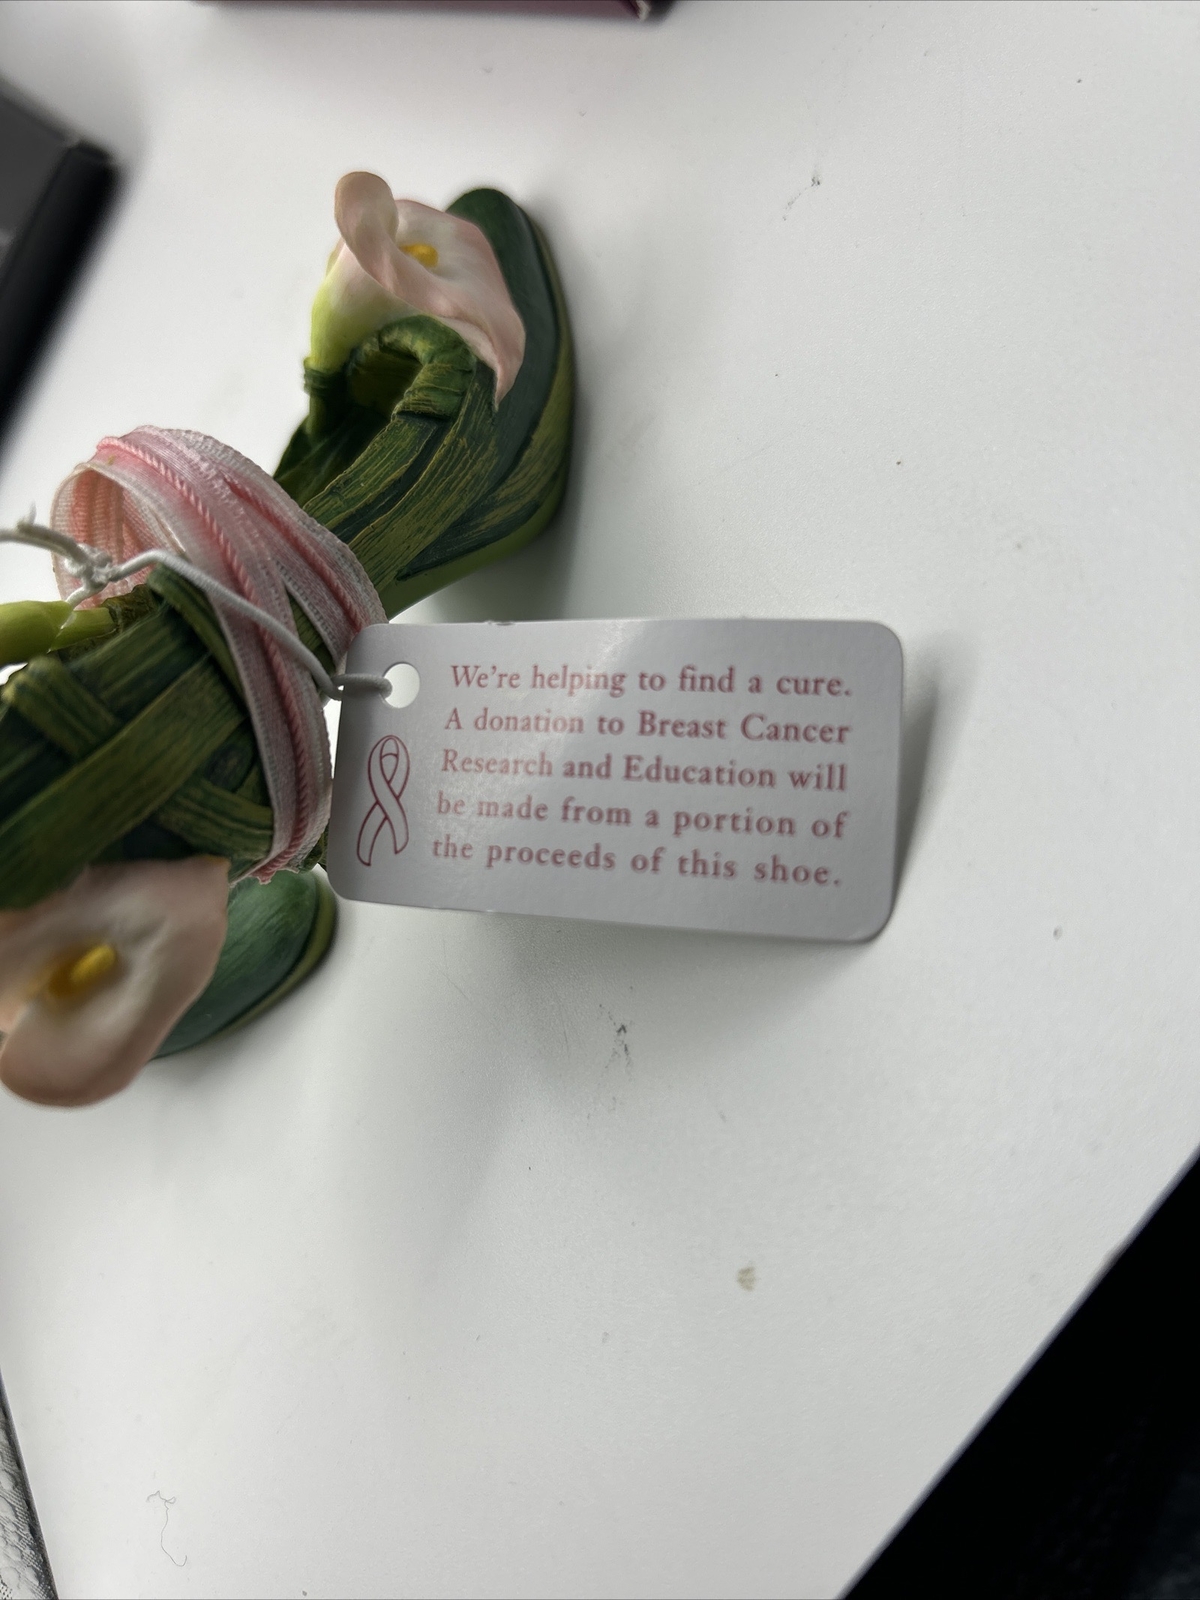 We're helping to find a cure.
A donation to Breast Cancer
Research and Education will
be made from a portion of
the proceeds of this shoe.